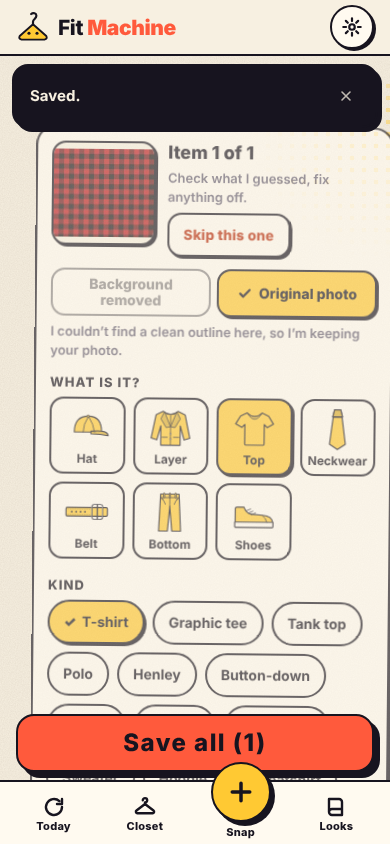 Fit Machine
Saved.
Item 1 of 1
Check what I guessed, fix
anything off.
Skip this one
Background
removed
Original photo
I couldn't find a clean outline here, so I'm keeping
your photo.
WHAT IS IT?
Hat
Layer
Top
Neckwear
Belt
Bottom
Shoes
KIND
T-shirt
Graphic tee
Tank top
Polo
Henley
Button-down
Save all (1)
Today
Closet
Snap
Looks